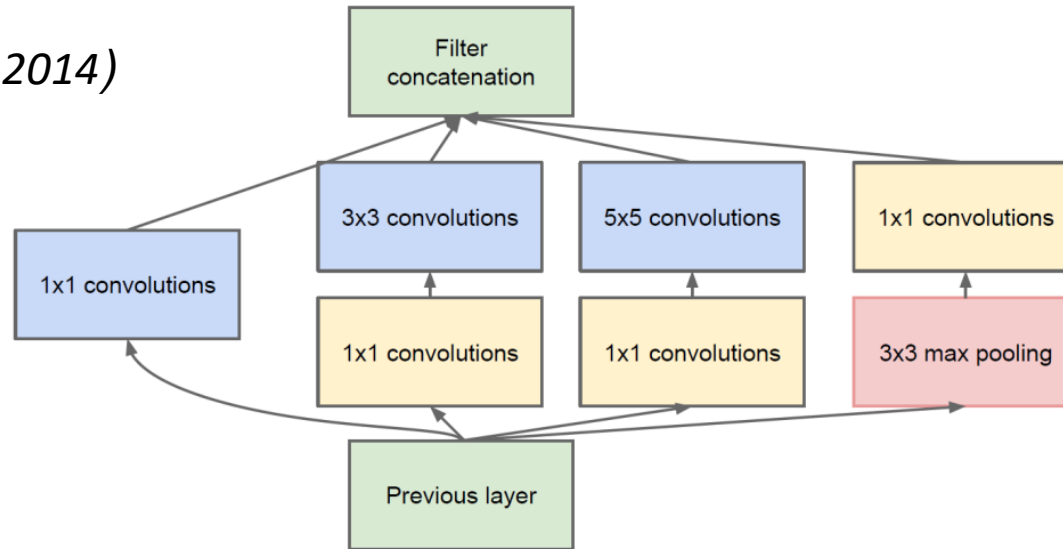 2014)
Filter
concatenation
3x3 convolutions
5x5 convolutions
1x1 convolutions
1x1 convolutions
1x1 convolutions
1x1 convolutions
3x3 max pooling
Previous layer